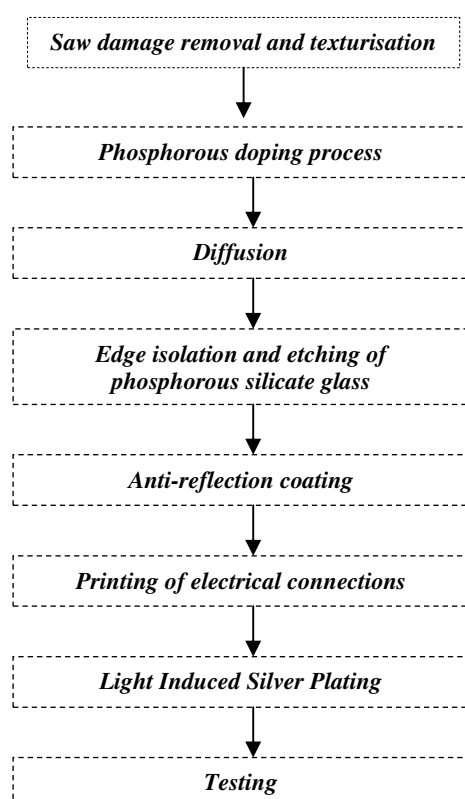 Saw damage removal and texturisation
Phosphorous doping process
Diffusion
Edge isolation and etching of
phosphorous silicate glass
Anti-reflection coating
Printing of electrical connections
Light Induced Silver Plating
Testing